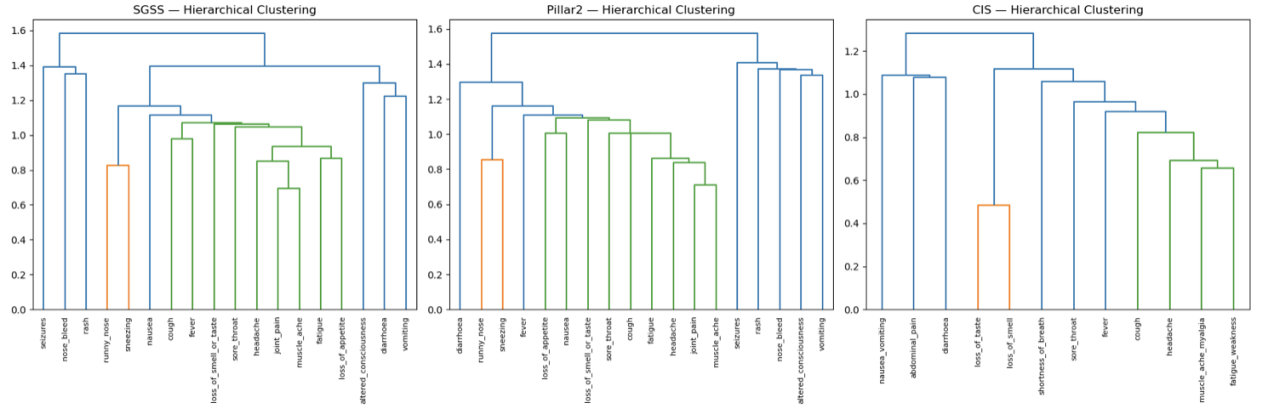 SGSS — Hierarchical Clustering
1.6
1.4
1.2
1.0
0.8
0.6
0.4
0.2
0.0
seizures
nose_bleed
rash
runny_nose
sneezing
nausea
cough
fever
loss_of_smell_or_taste
sore_throat
headache
joint_pain
muscle_ache
fatigue
loss_of_appetite
altered_consciousness
diarrhoea
vomiting
Pillar2 — Hierarchical Clustering
1.6
1.4
1.2
1.0
0.8
0.6
0.4
0.2
0.0
diarrhoea
runny_nose
sneezing
fever
loss_of_appetite
nausea
loss_of_smell_or_taste
sore_throat
cough
fatigue
headache
joint_pain
muscle_ache
seizures
rash
nose_bleed
altered_consciousness
vomiting
CIS — Hierarchical Clustering
1.2
1.0
0.8
0.6
0.4
0.2
0.0
nausea_vomiting
abdominal_pain
diarrhoea
loss_of_taste
loss_of_smell
shortness_of_breath
sore_throat
fever
cough
headache
muscle_ache_myalgia
fatigue_weakness